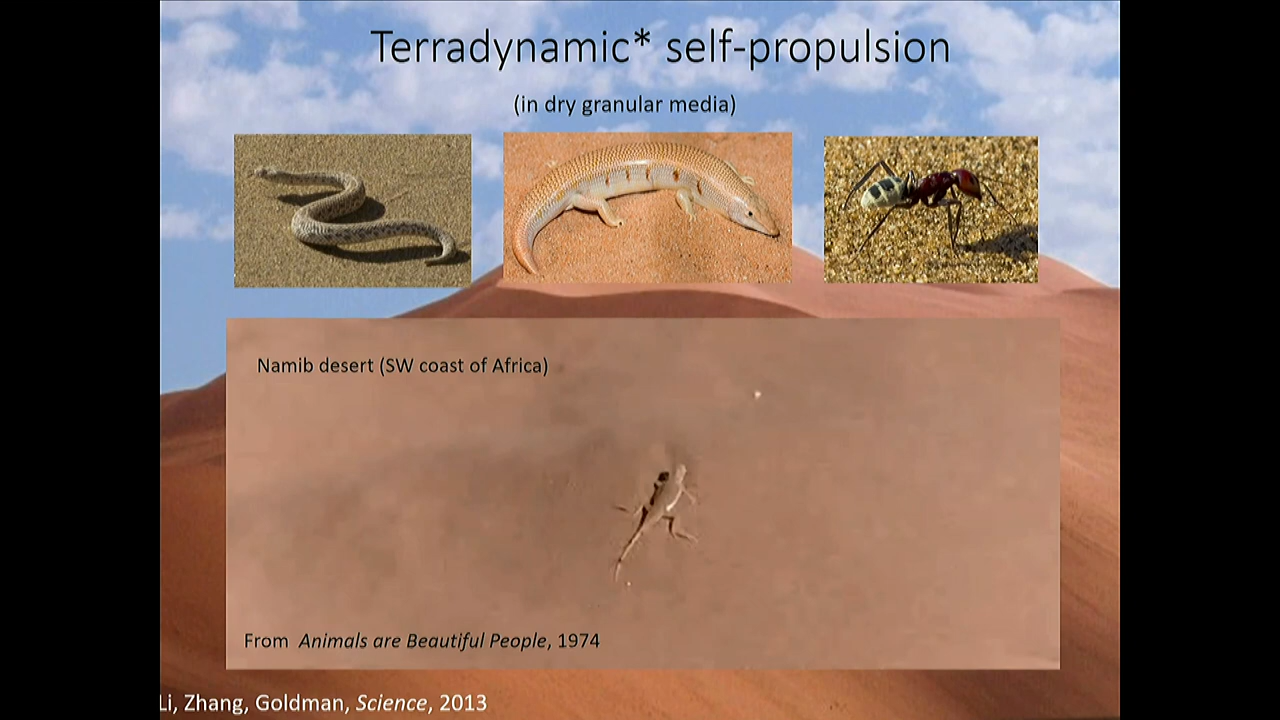 Terradynamic* self-propulsion
(in dry granular media)
Namib desert (SW coast of Africa)
From Animals are Beautiful People, 1974
Li, Zhang, Goldman, Science, 2013